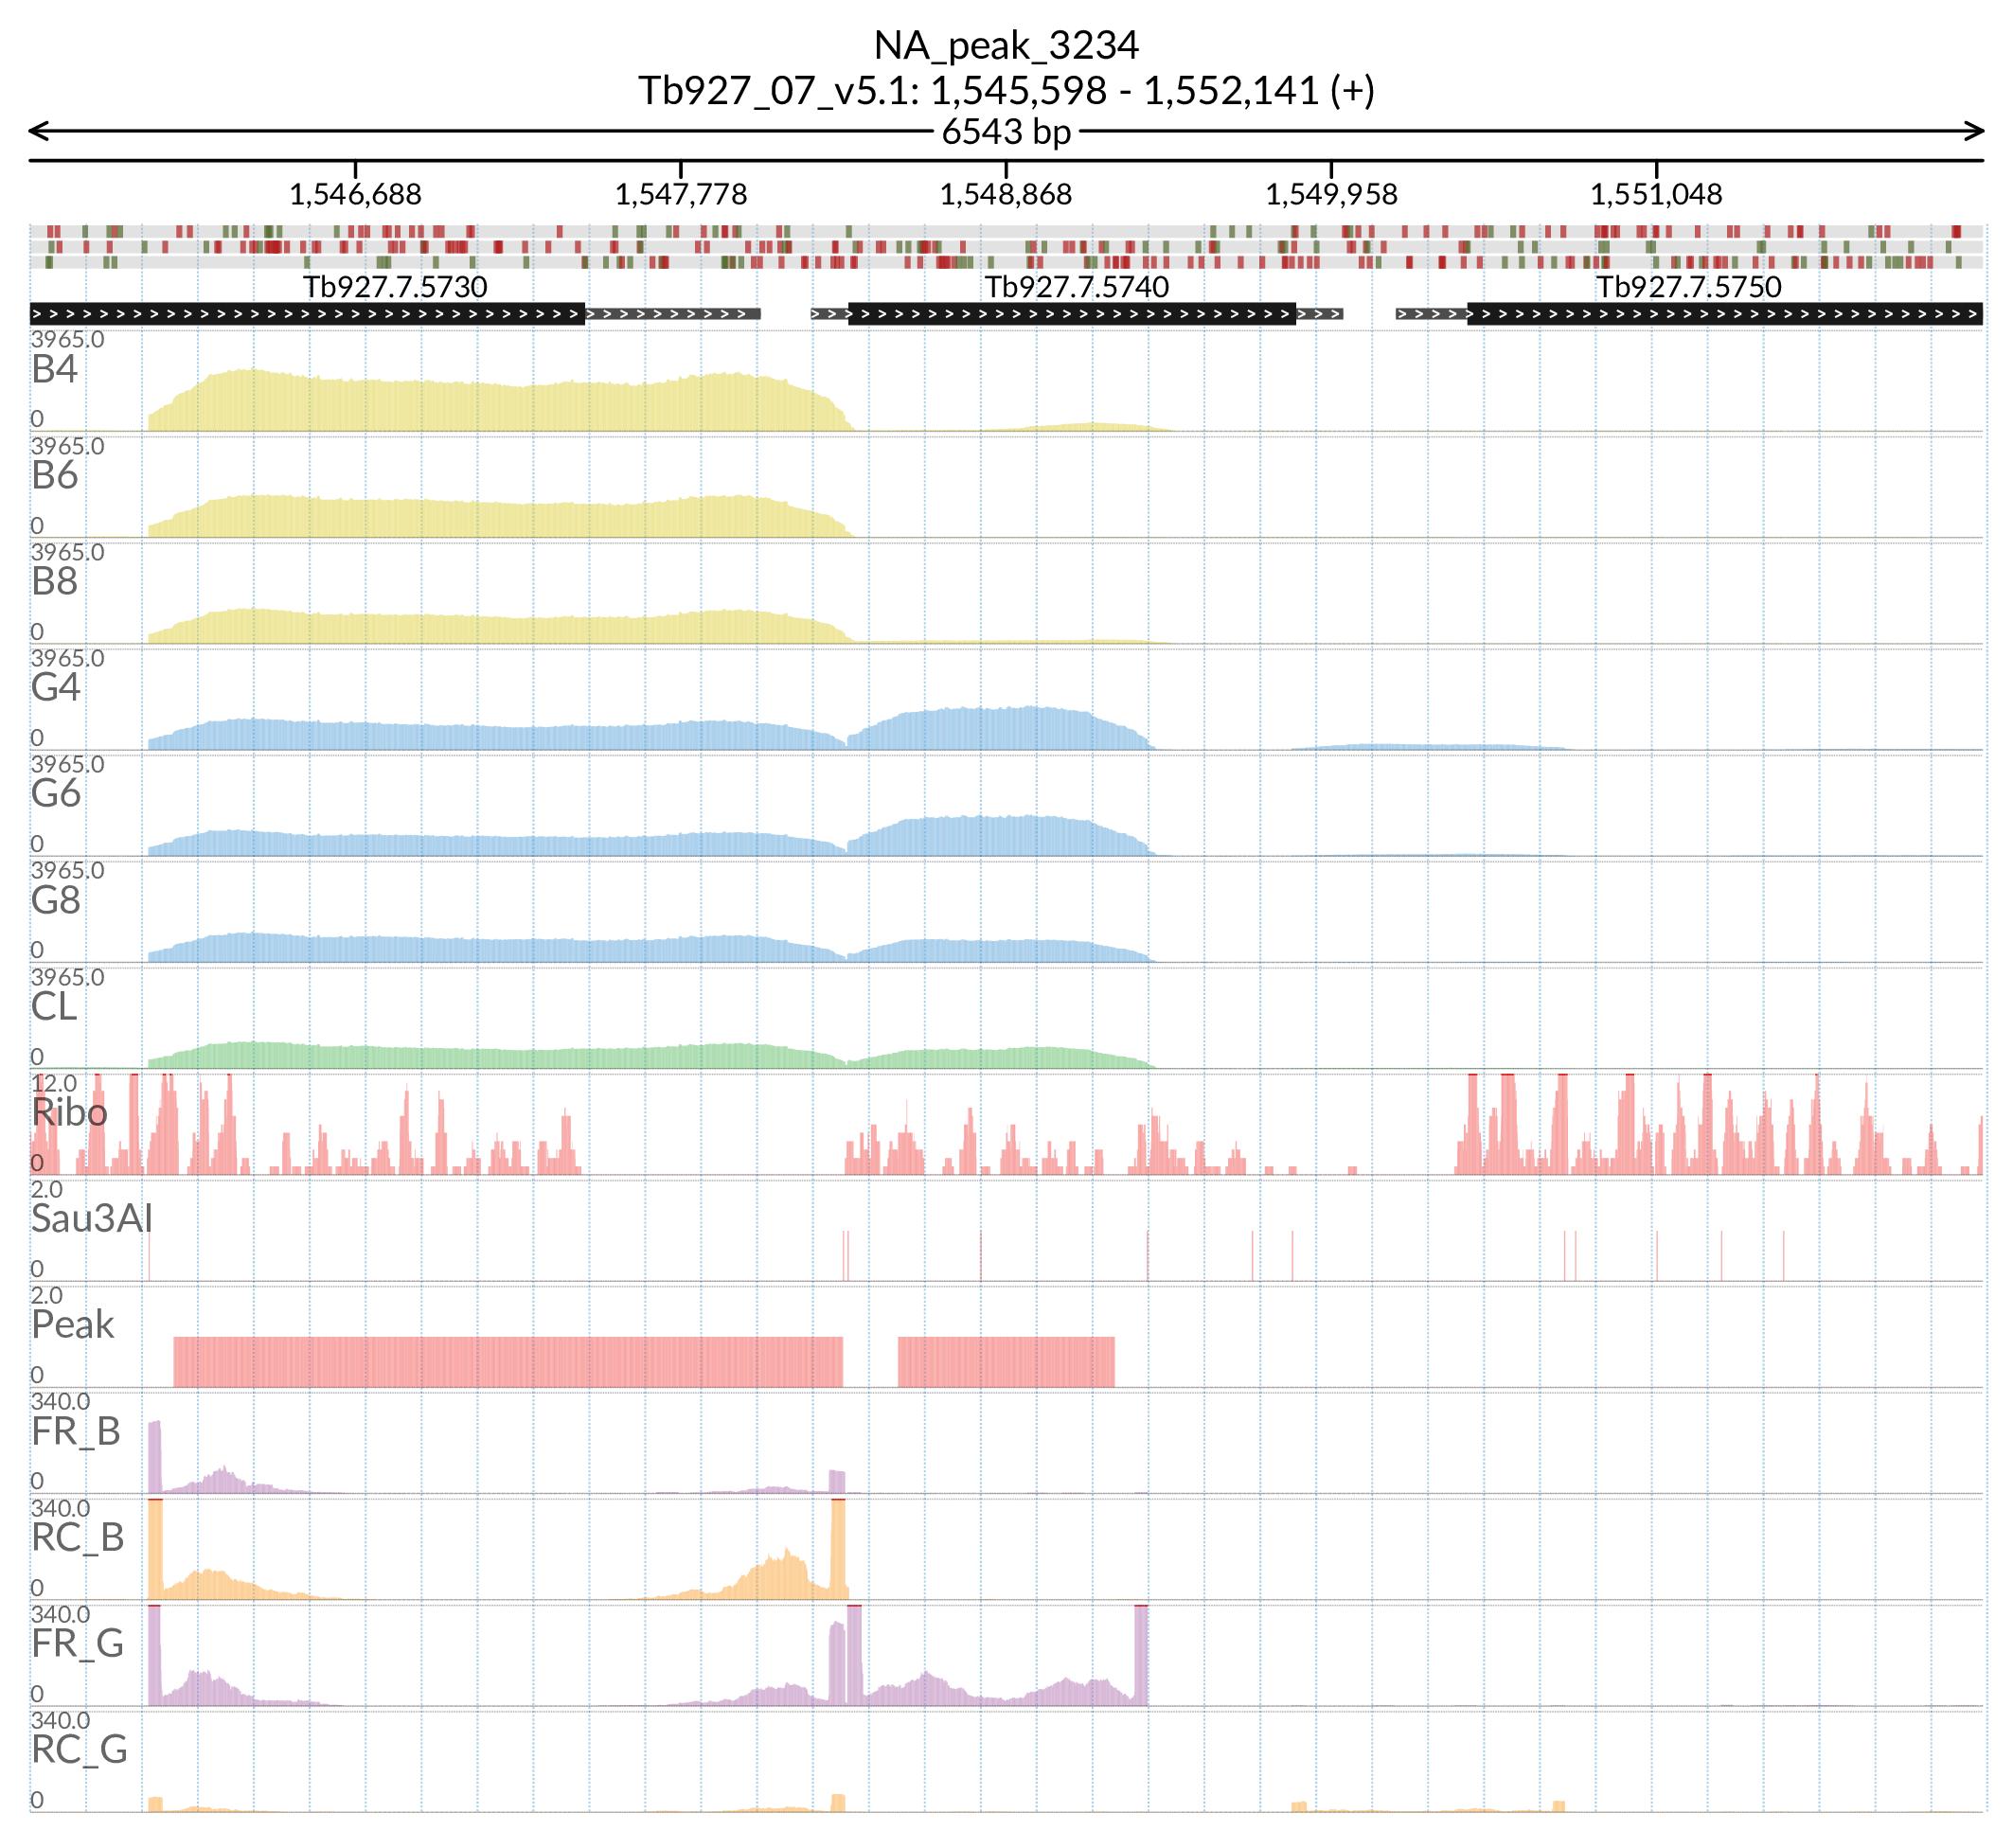 NA_peak_3234
Tb927_07_v5.1: 1,545,598 - 1,552,141 (+)
6543 bp
1,546,688 1,547,778 1,548,868 1,549,958 1,551,048
Tb927.7.5730 Tb927.7.5740 Tb927.7.5750
3965.0
B4
0
3965.0
B6
0
3965.0
B8
0
3965.0
G4
0
3965.0
G6
0
3965.0
G8
0
3965.0
CL
0
12.0
Ribo
0
2.0
Sau3AI
0
2.0
Peak
0
340.0
FR_B
0
340.0
RC_B
0
340.0
FR_G
0
340.0
RC_G
0